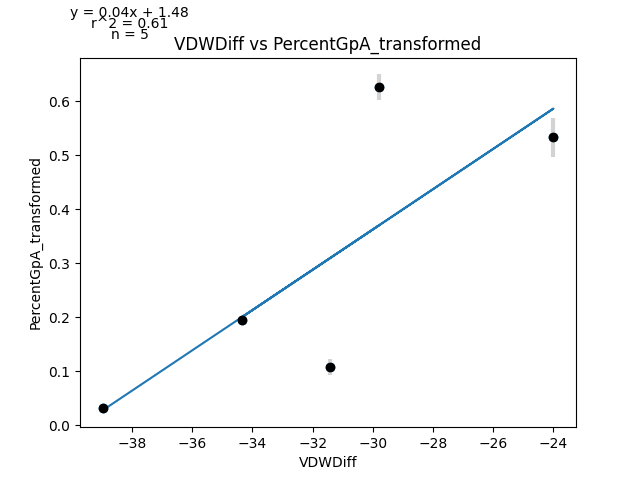 y = 0.04x + 1.48
r^2 = 0.61
n = 5
VDWDiff vs PercentGpA_transformed
0.6
0.5
0.4
0.3
0.2
0.1
0.0
PercentGpA_transformed
−38 −36 −34 −32 −30 −28 −26 −24
VDWDiff